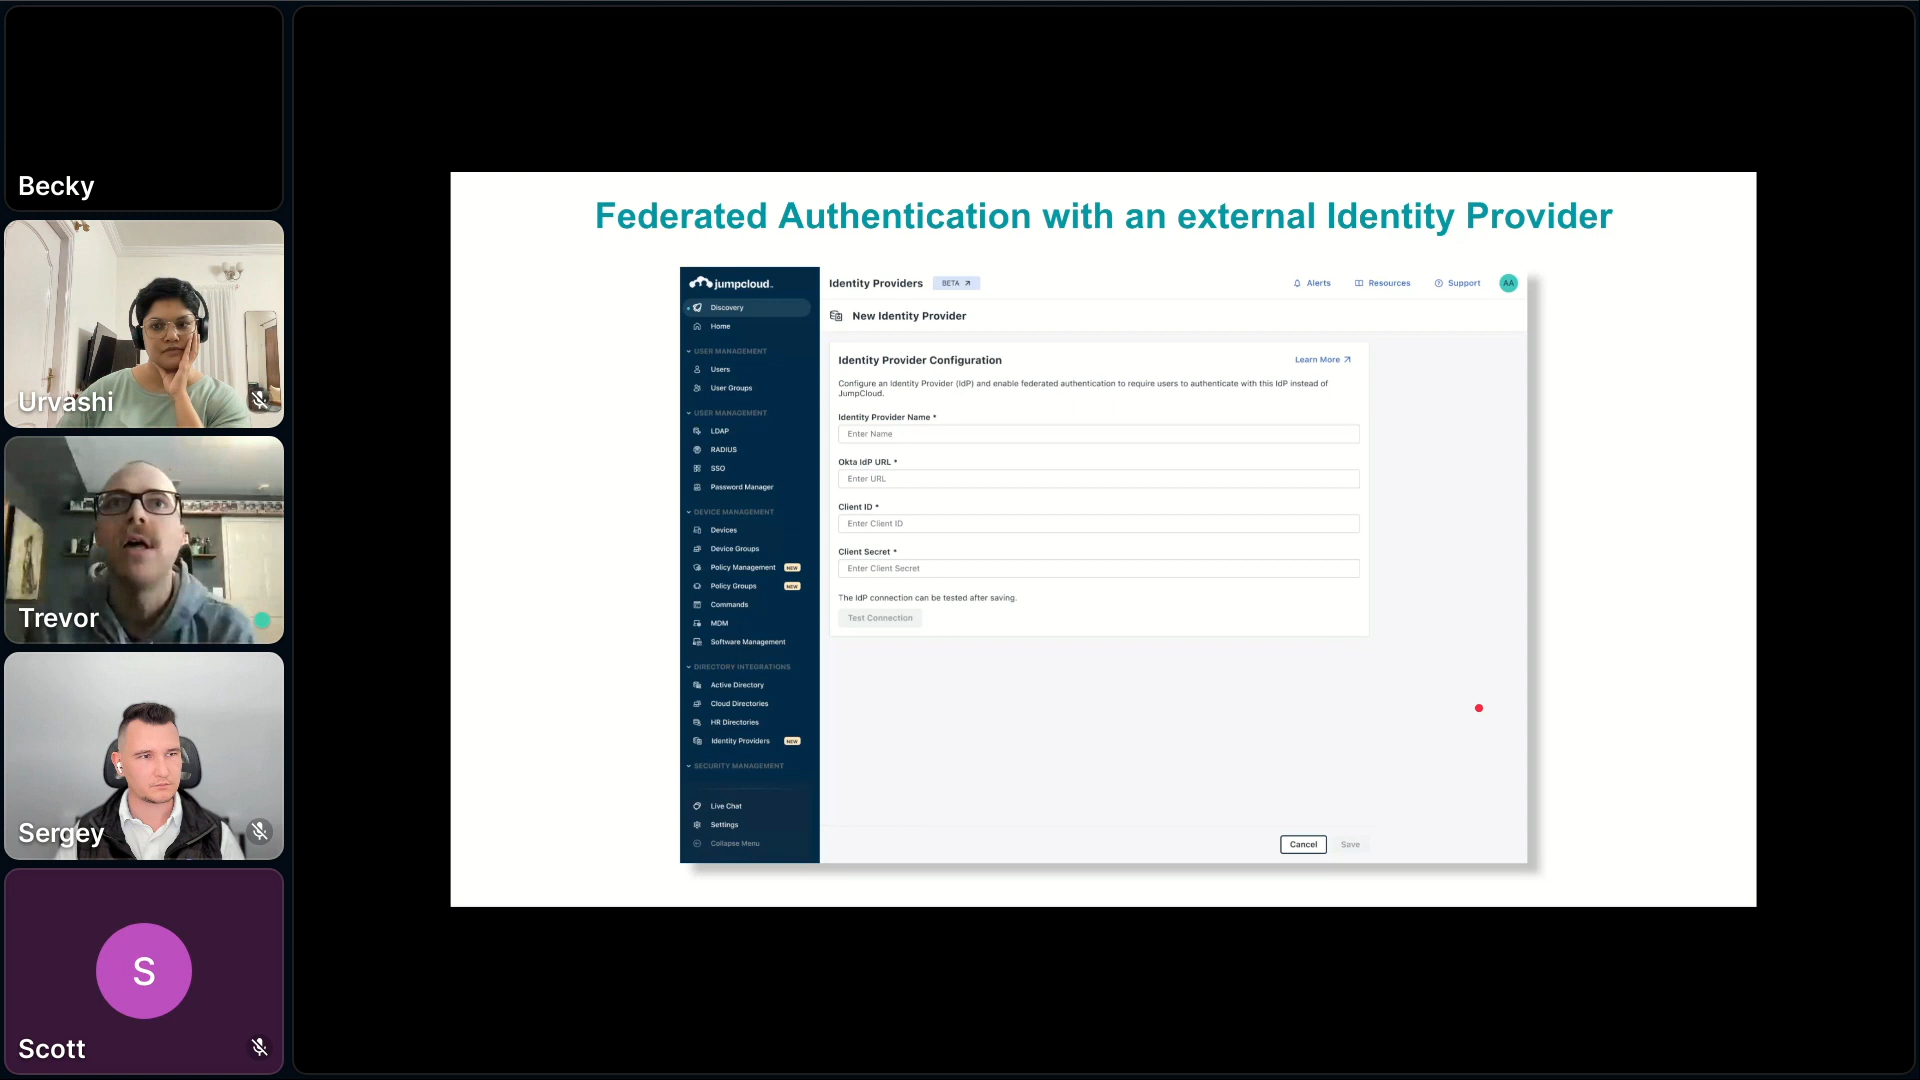 Becky
Urvashi
Trevor
Sergey
S
Scott
Federated Authentication with an external Identity Provider
jumpcloud
Discovery
Home
USER MANAGEMENT
Users
User Groups
USER MANAGEMENT
LDAP
RADIUS
SSO
Password Manager
DEVICE MANAGEMENT
Devices
Device Groups
Policy Management NEW
Policy Groups NEW
Commands
MDM
Software Management
DIRECTORY INTEGRATIONS
Active Directory
Cloud Directories
HR Directories
Identity Providers NEW
SECURITY MANAGEMENT
Live Chat
Settings
Collapse Menu
Identity Providers BETA Alerts Resources Support AA
New Identity Provider
Identity Provider Configuration Learn More
Configure an Identity Provider (IdP) and enable federated authentication to require users to authenticate with this IdP instead of
JumpCloud.
Identity Provider Name *
Enter Name
Okta IdP URL *
Enter URL
Client ID *
Enter Client ID
Client Secret *
Enter Client Secret
The IdP connection can be tested after saving.
Test Connection
Cancel Save